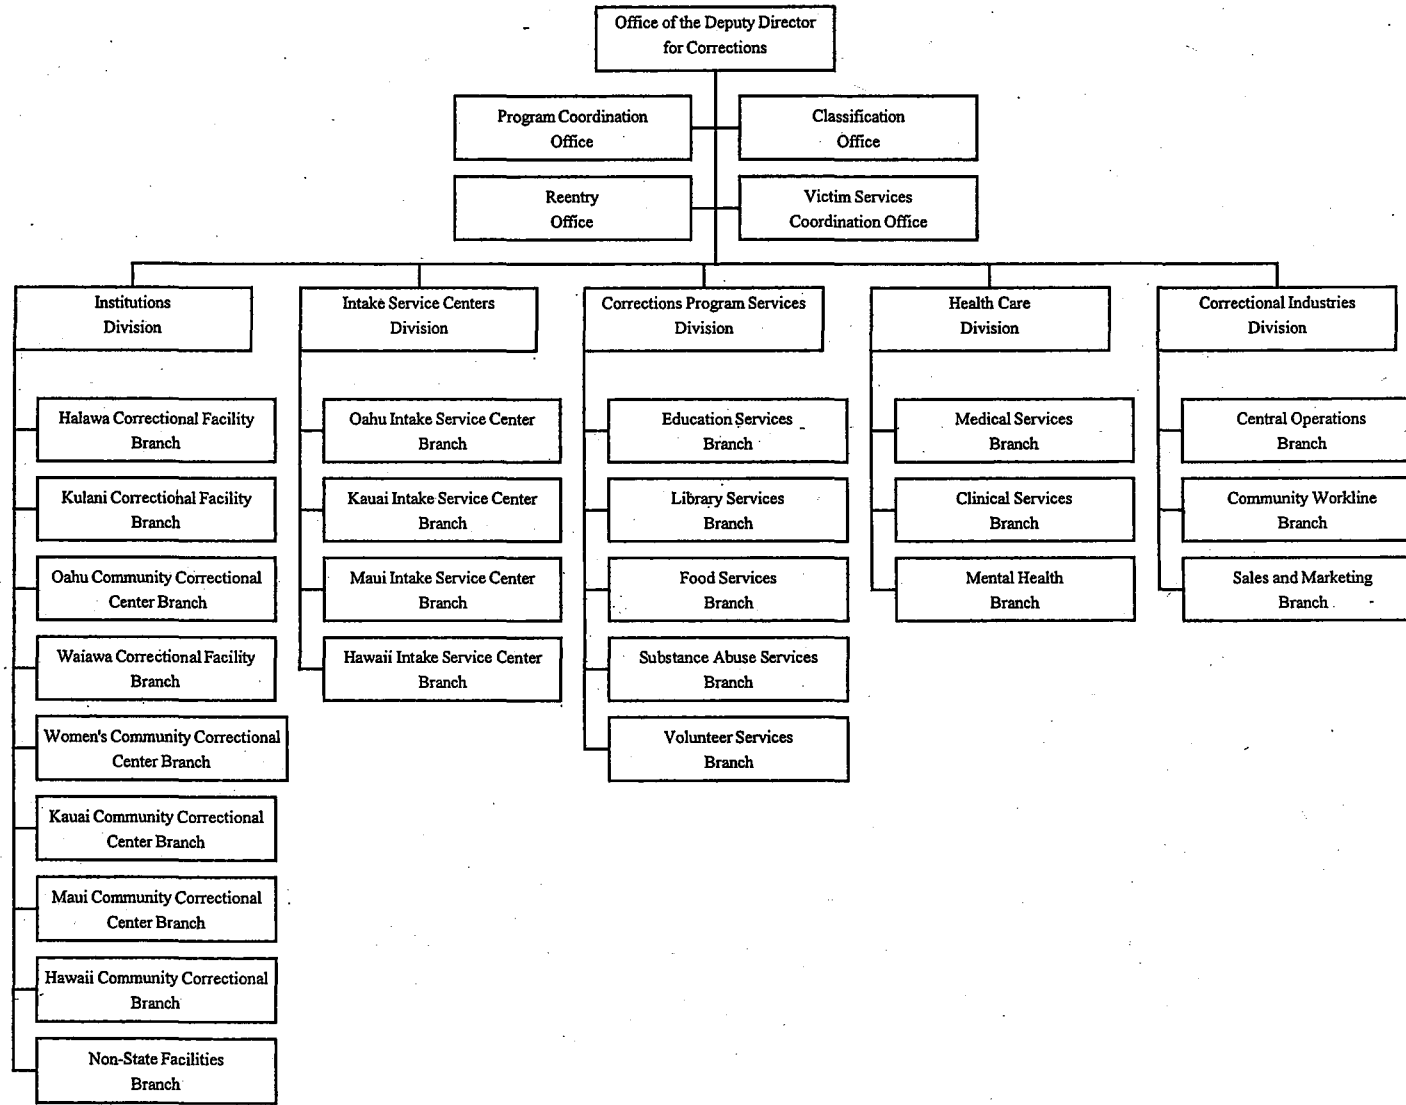 Office of the Deputy Director
for Corrections
Program Coordination
Office
Classification
Office
Reentry
Office
Victim Services
Coordination Office
Institutions
Division
Intake Service Centers
Division
Corrections Program Services
Division
Health Care
Division
Correctional Industries
Division
Halawa Correctional Facility
Branch
Kulani Correctional Facility
Branch
Oahu Community Correctional
Center Branch
Waiawa Correctional Facility
Branch
Women's Community Correctional
Center Branch
Kauai Community Correctional
Center Branch
Maui Community Correctional
Center Branch
Hawaii Community Correctional
Branch
Non-State Facilities
Branch
Oahu Intake Service Center
Branch
Kauai Intake Service Center
Branch
Maui Intake Service Center
Branch
Hawaii Intake Service Center
Branch
Education Services
Branch
Library Services
Branch
Food Services
Branch
Substance Abuse Services
Branch
Volunteer Services
Branch
Medical Services
Branch
Clinical Services
Branch
Mental Health
Branch
Central Operations
Branch
Community Workline
Branch
Sales and Marketing
Branch